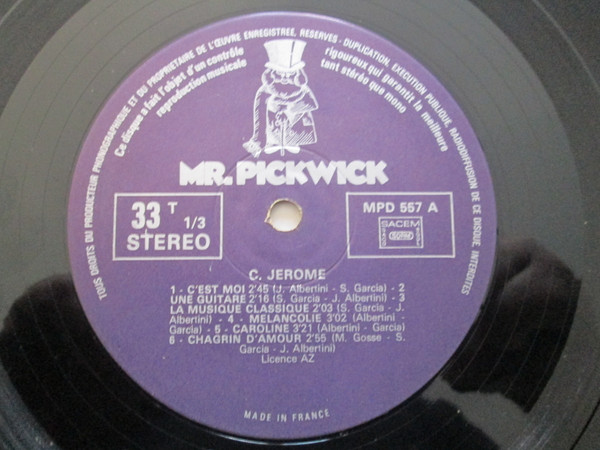 TOUS DROITS DU PRODUCTEUR PHONOGRAPHIQUE ET DU PROPRIETAIRE DE L'ŒUVRE ENREGISTREE, RESERVES - DUPLICATION, EXECUTION PUBLIQUE, RADIODIFFUSION DE CE DISQUE, INTERDITES
Ce disque a fait l'objet d'un contrôle
rigoureux qui garantit la meilleure
reproduction musicale
tant stéréo que mono
MR. PICKWICK
33 T
1/3
STEREO
MPD 557 A
SACEM
C. JEROME
1 - C'EST MOI 2'45 (J. Albertini - S. Garcia) - 2
UNE GUITARE 2'16 (S. Garcia - J. Albertini) - 3
LA MUSIQUE CLASSIQUE 2'03 (S. Garcia - J.
Albertini) - 4 - MELANCOLIE 3'02 (Albertini -
Garcia) - 5 - CAROLINE 3'21 (Albertini - Garcia)
6 - CHAGRIN D'AMOUR 2'55 (M. Gosse - S.
Garcia - J. Albertini)
Licence AZ
MADE IN FRANCE